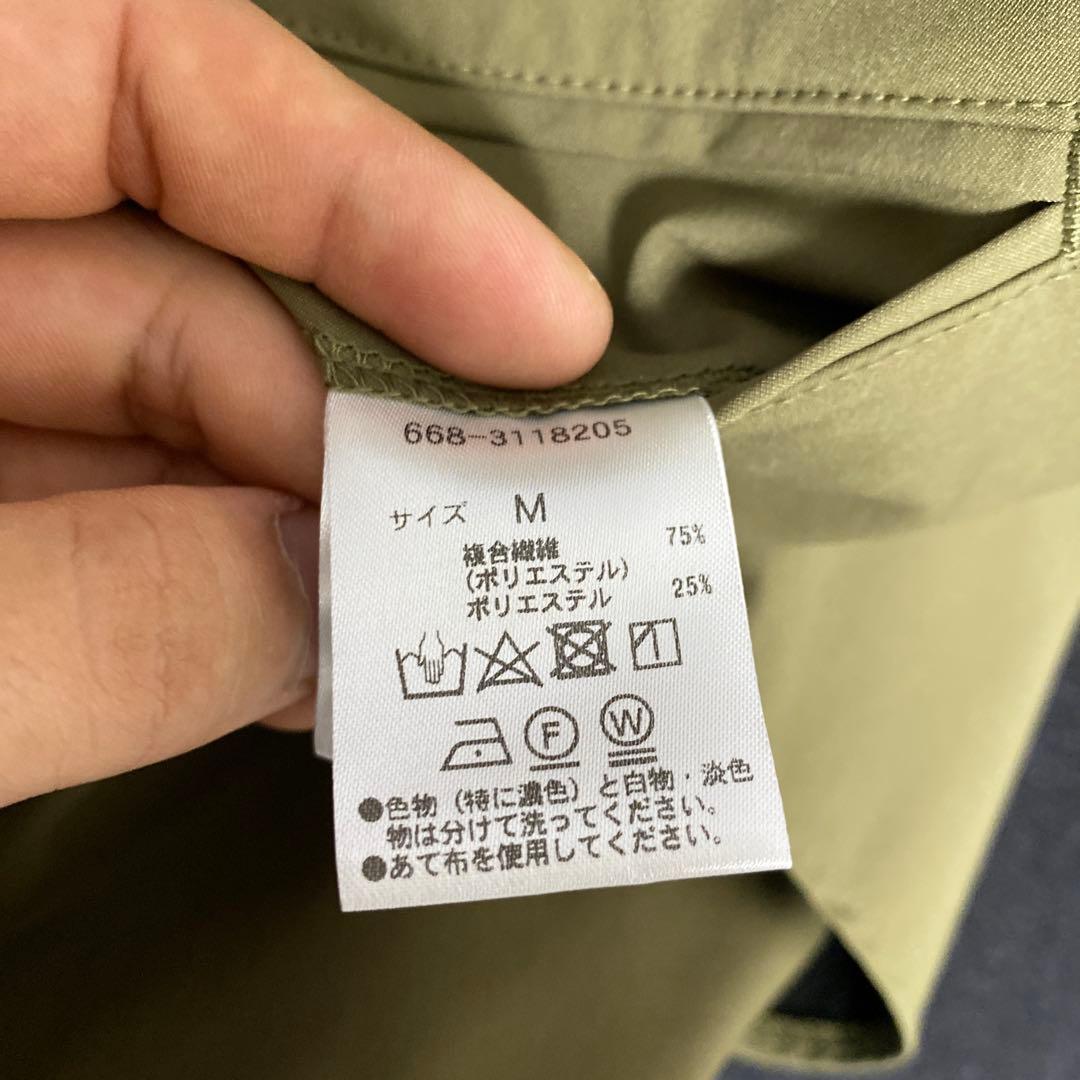 668-3118205
サイズ M
複合繊維 75%
(ポリエステル)
ポリエステル 25%
F W
●色物(特に濃色)と白物・淡色
物は分けて洗ってください。
●あて布を使用してください。